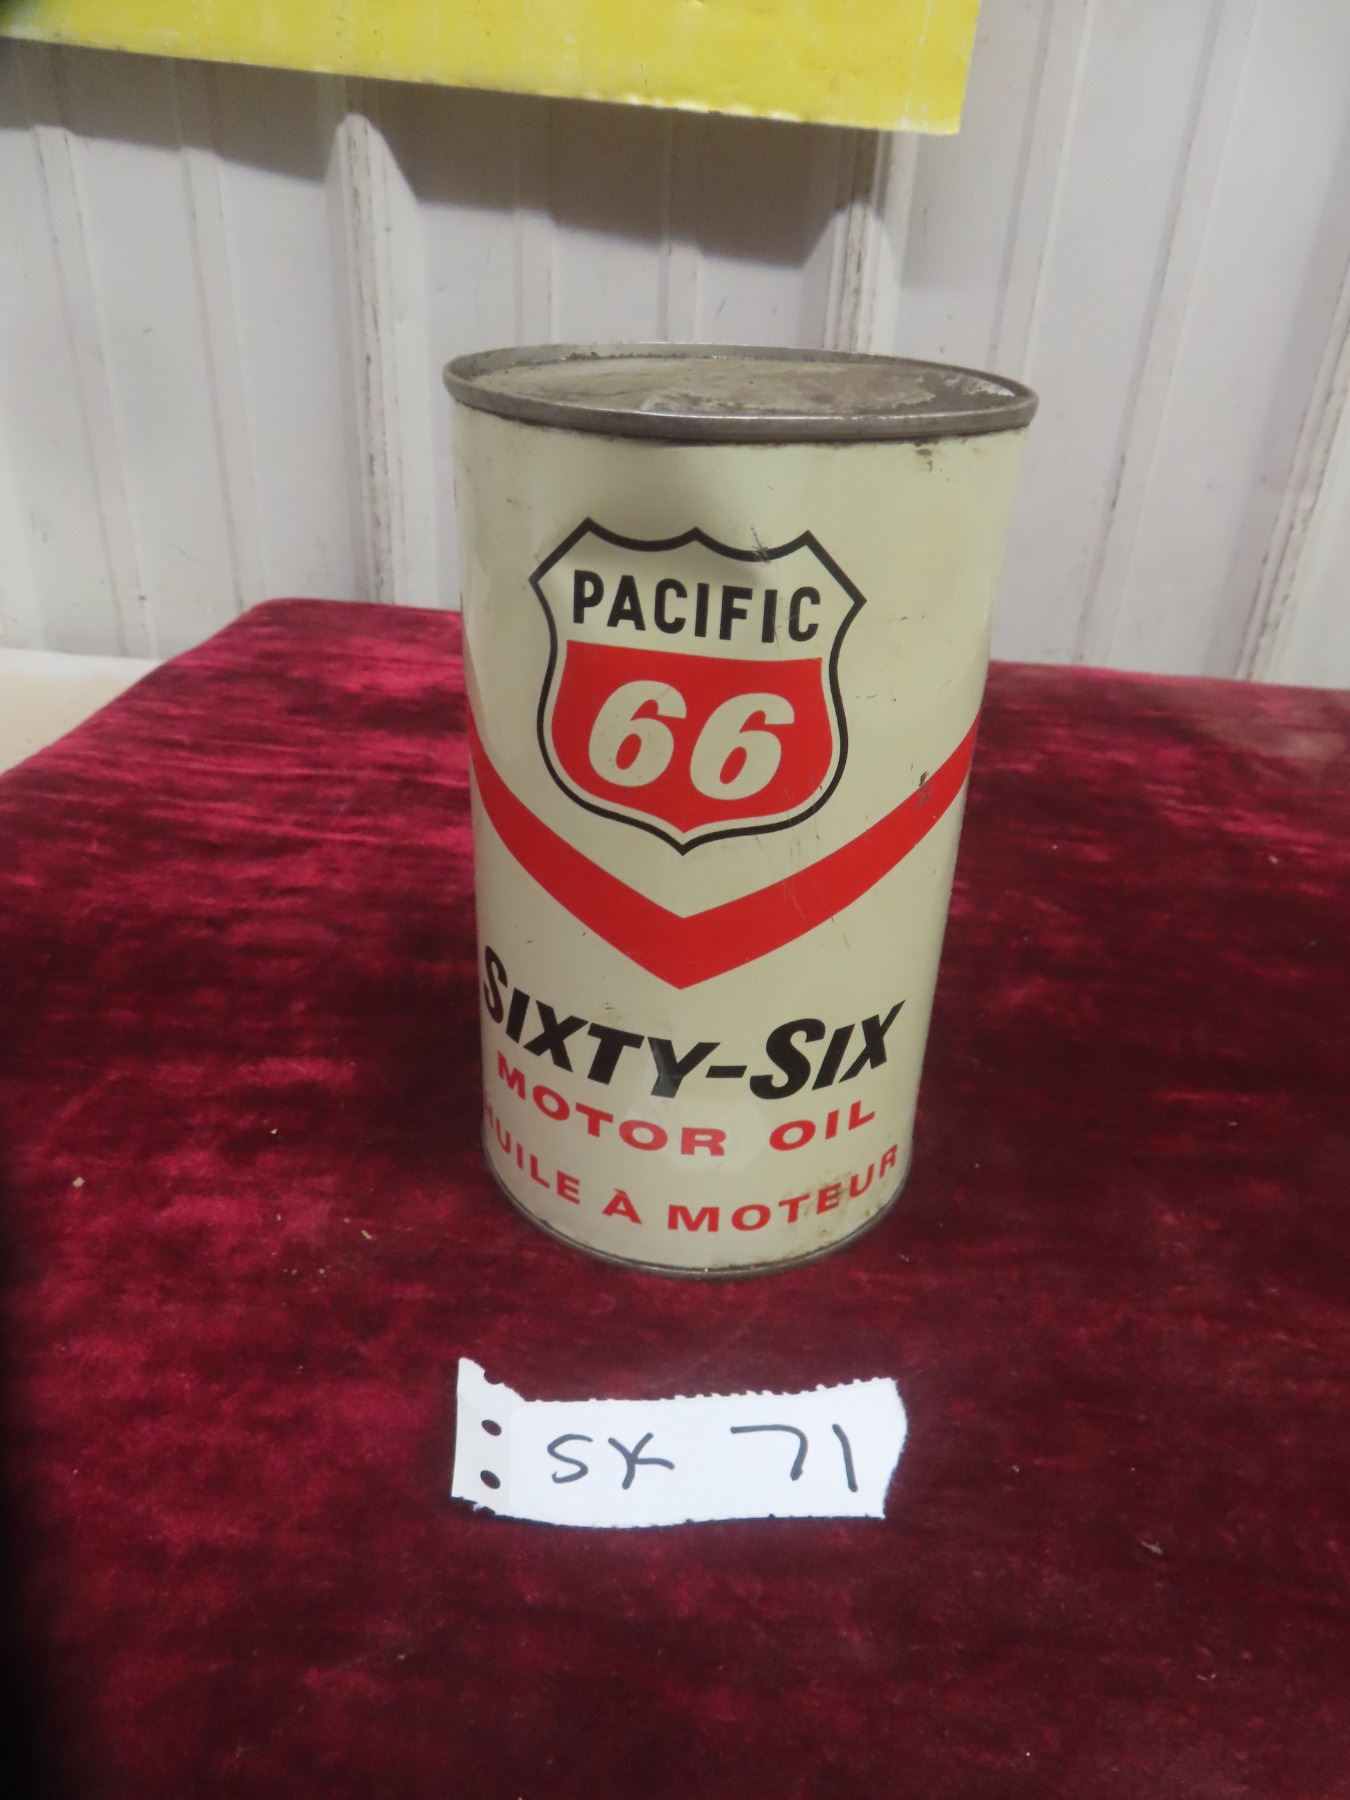 PACIFIC
66
SIXTY-SIX
MOTOR OIL
HUILE À MOTEUR
SX 71